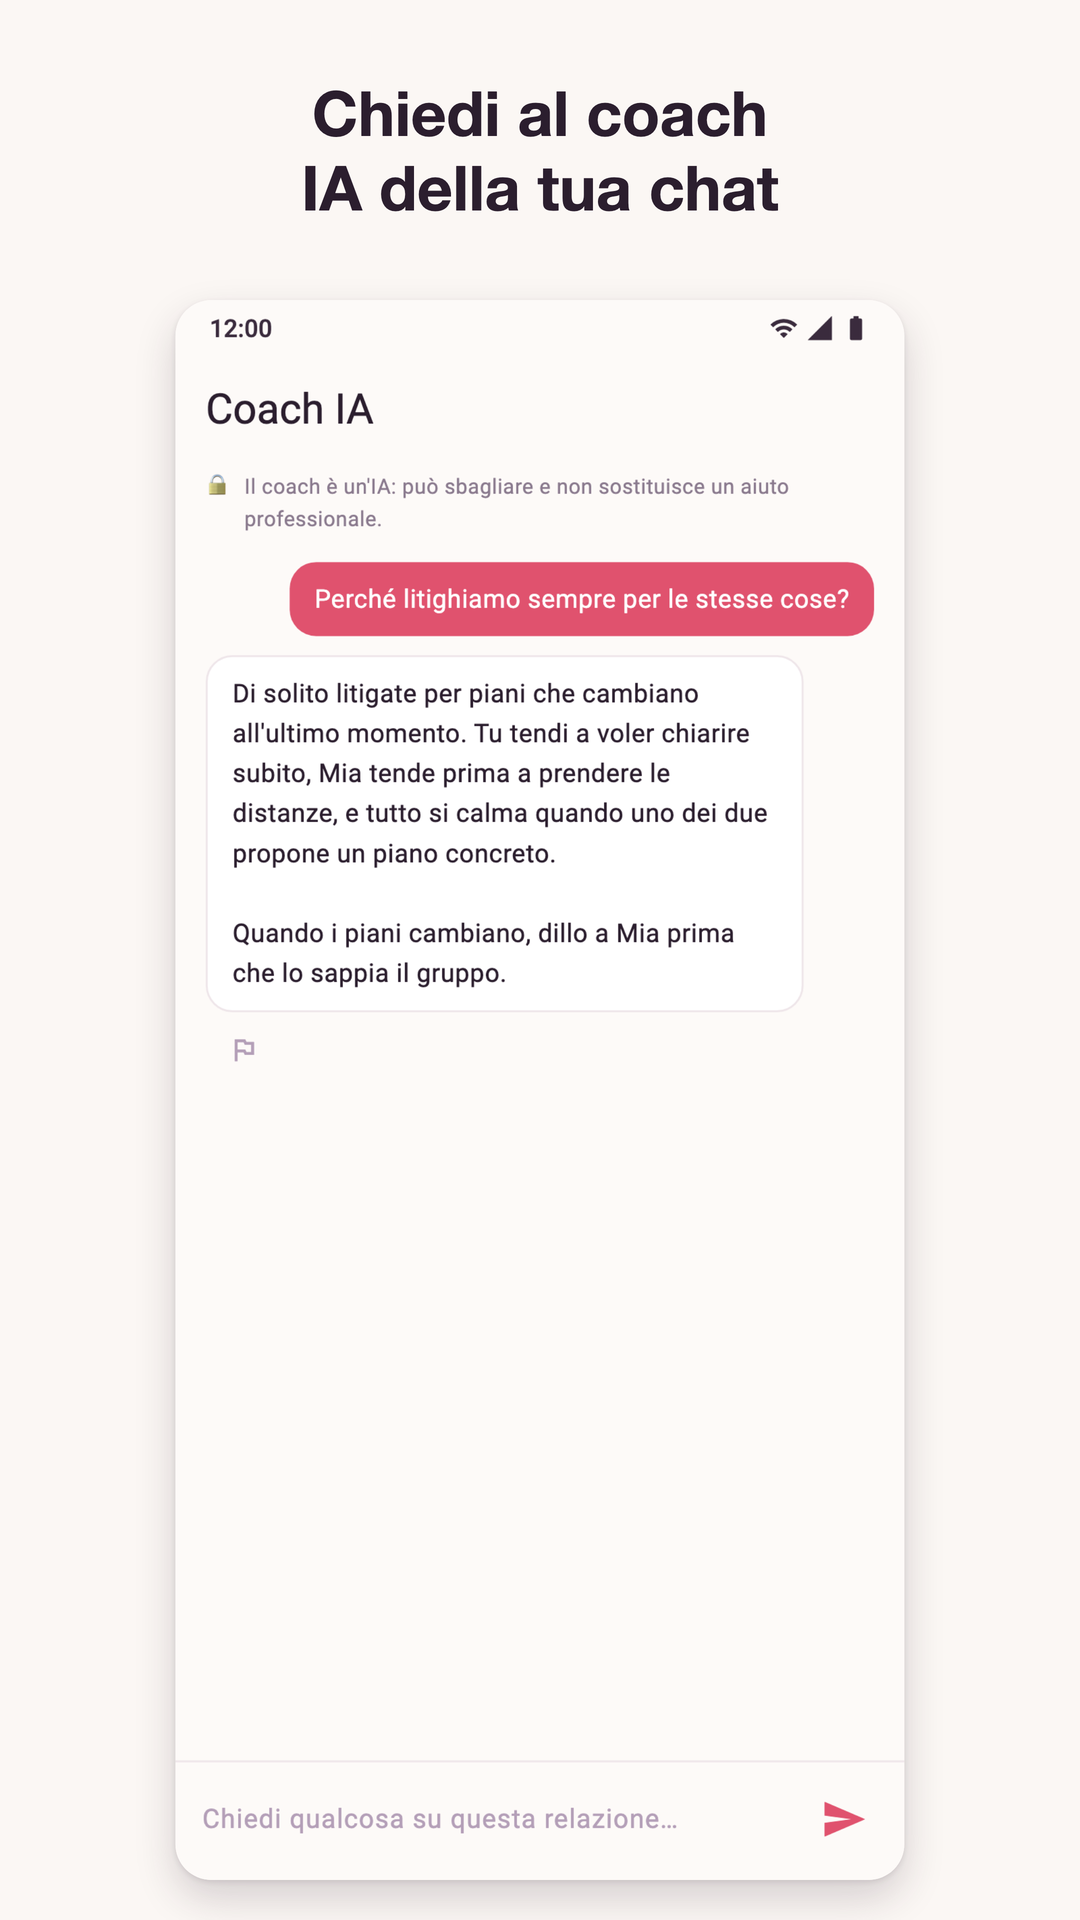 Chiedi al coach
IA della tua chat
12:00
Coach IA
Il coach è un'IA: può sbagliare e non sostituisce un aiuto
professionale.
Perché litighiamo sempre per le stesse cose?
Di solito litigate per piani che cambiano
all'ultimo momento. Tu tendi a voler chiarire
subito, Mia tende prima a prendere le
distanze, e tutto si calma quando uno dei due
propone un piano concreto.
Quando i piani cambiano, dillo a Mia prima
che lo sappia il gruppo.
Chiedi qualcosa su questa relazione…